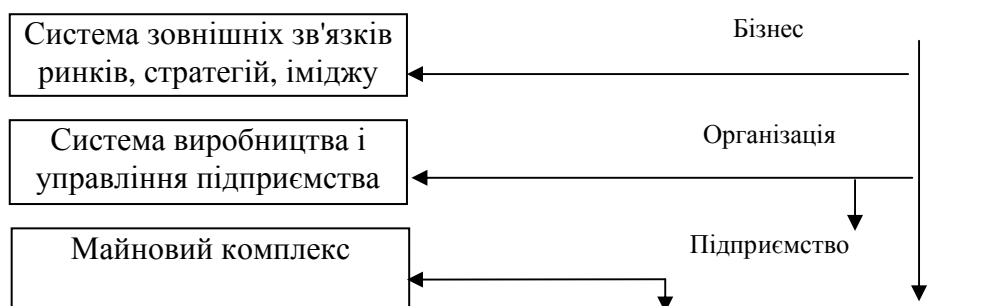 Система зовнішніх зв'язків
ринків, стратегій, іміджу
Бізнес
Система виробництва і
управління підприємства
Організація
Майновий комплекс
Підприємство